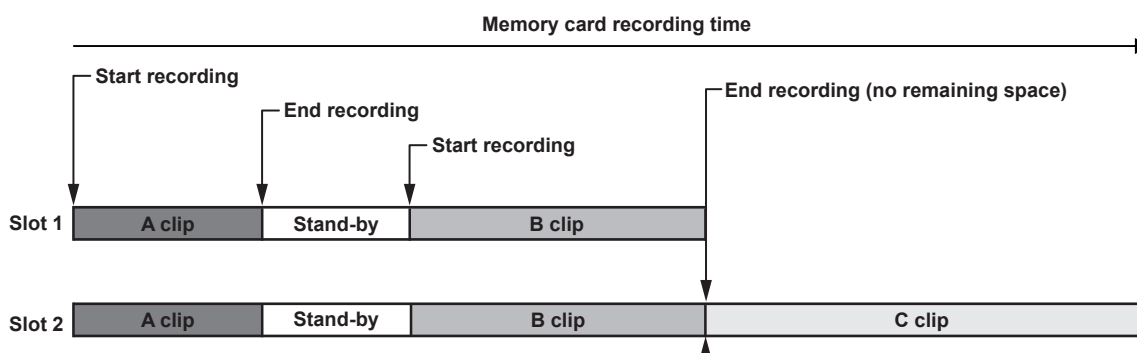 Memory card recording time
Start recording
End recording (no remaining space)
End recording
Start recording
Slot 1
A clip
Stand-by
B clip
Slot 2
A clip
Stand-by
B clip
C clip